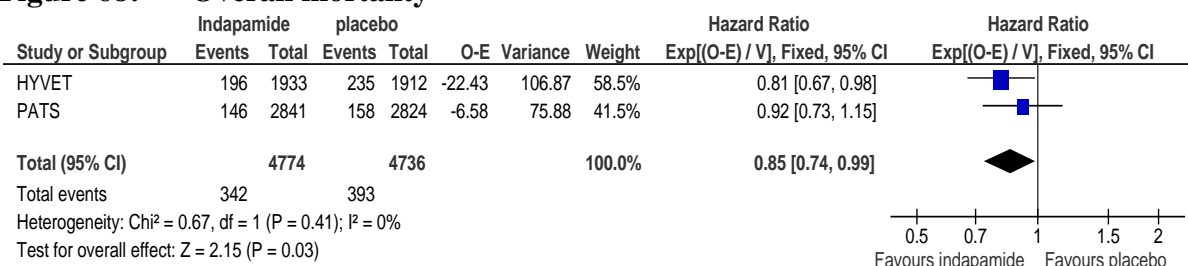 Indapamide placebo Hazard Ratio Hazard Ratio
Study or Subgroup Events Total Events Total O-E Variance Weight Exp[(O-E) / V], Fixed, 95% CI Exp[(O-E) / V], Fixed, 95% CI
HYVET 196 1933 235 1912 -22.43 106.87 58.5% 0.81 [0.67, 0.98]
PATS 146 2841 158 2824 -6.58 75.88 41.5% 0.92 [0.73, 1.15]
Total (95% CI) 4774 4736 100.0% 0.85 [0.74, 0.99]
Total events 342 393
Heterogeneity: Chi² = 0.67, df = 1 (P = 0.41); I² = 0%
Test for overall effect: Z = 2.15 (P = 0.03)
0.5 0.7 1 1.5 2
Favours indapamide Favours placebo